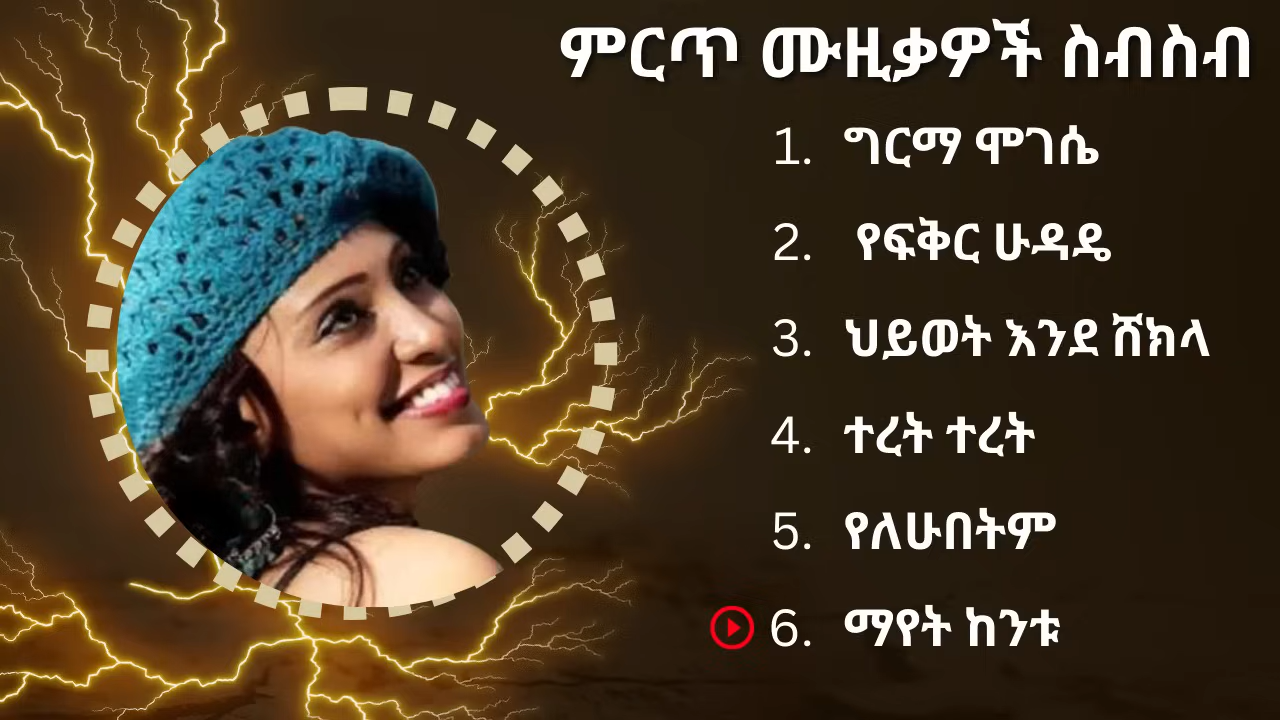 ምርጥ ሙዚቃዎች ስብስብ
1. ግርማ ሞገሴ
2. የፍቅር ሁዳዴ
3. ህይወት እንደ ሸክላ
4. ተረት ተረት
5. የለሁበትም
6. ማየት ከንቱ